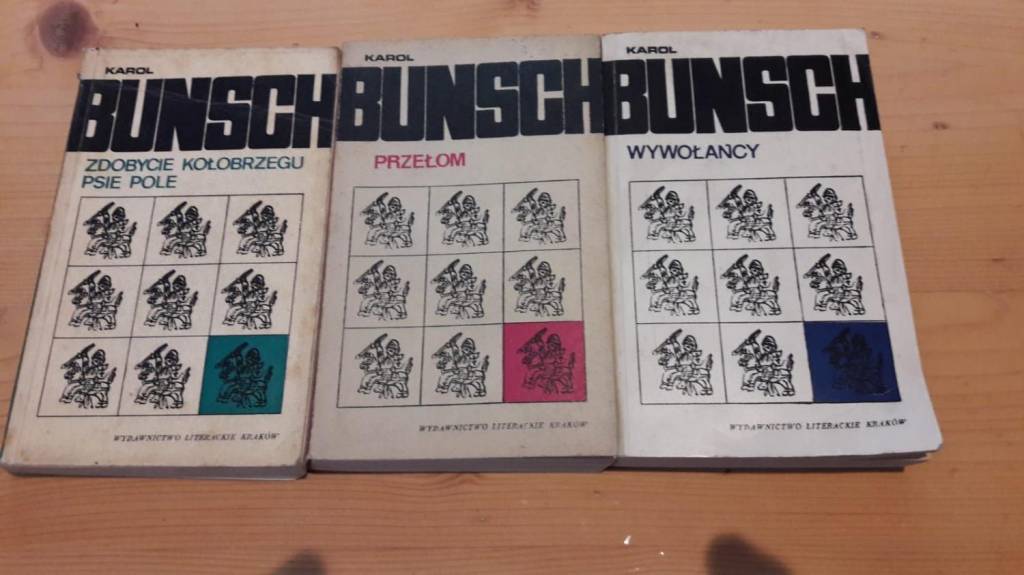 KAROL
BUNSCH
ZDOBYCIE KOŁOBRZEGU
PSIE POLE
WYDAWNICTWO LITERACKIE KRAKÓW
KAROL
BUNSCH
PRZEŁOM
WYDAWNICTWO LITERACKIE KRAKÓW
KAROL
BUNSCH
WYWOŁAŃCY
WYDAWNICTWO LITERACKIE KRAKÓW